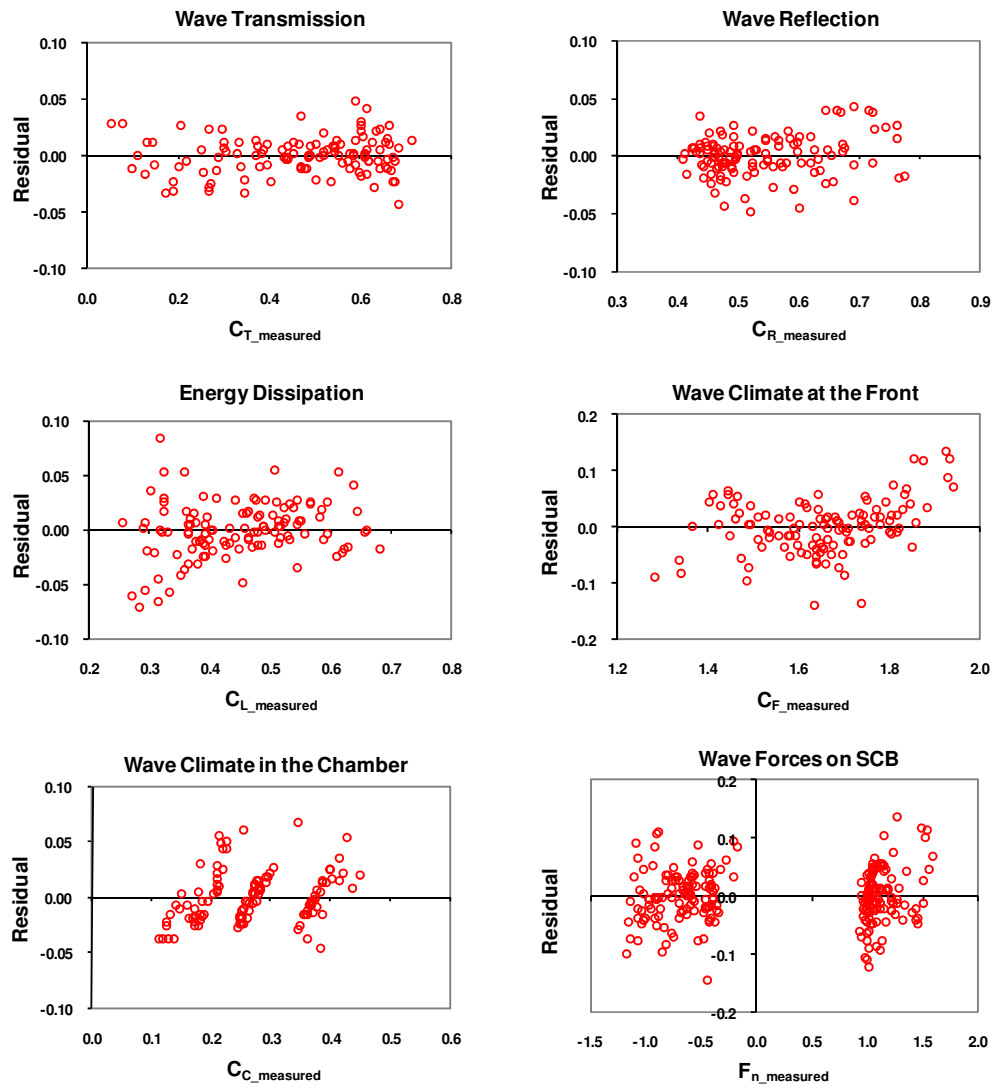 Wave Transmission
0.10
0.05
0.00
-0.05
-0.10
Residual
0.0 0.2 0.4 0.6 0.8
C_T_measured
Wave Reflection
0.10
0.05
0.00
-0.05
-0.10
Residual
0.3 0.4 0.5 0.6 0.7 0.8 0.9
C_R_measured
Energy Dissipation
0.10
0.05
0.00
-0.05
-0.10
Residual
0.2 0.3 0.4 0.5 0.6 0.7 0.8
C_L_measured
Wave Climate at the Front
0.2
0.1
0.0
-0.1
-0.2
Residual
1.2 1.4 1.6 1.8 2.0
C_F_measured
Wave Climate in the Chamber
0.10
0.05
0.00
-0.05
-0.10
Residual
0.0 0.1 0.2 0.3 0.4 0.5 0.6
C_C_measured
Wave Forces on SCB
0.2
0.1
0.0
-0.1
-0.2
Residual
-1.5 -1.0 -0.5 0.0 0.5 1.0 1.5 2.0
F_n_measured